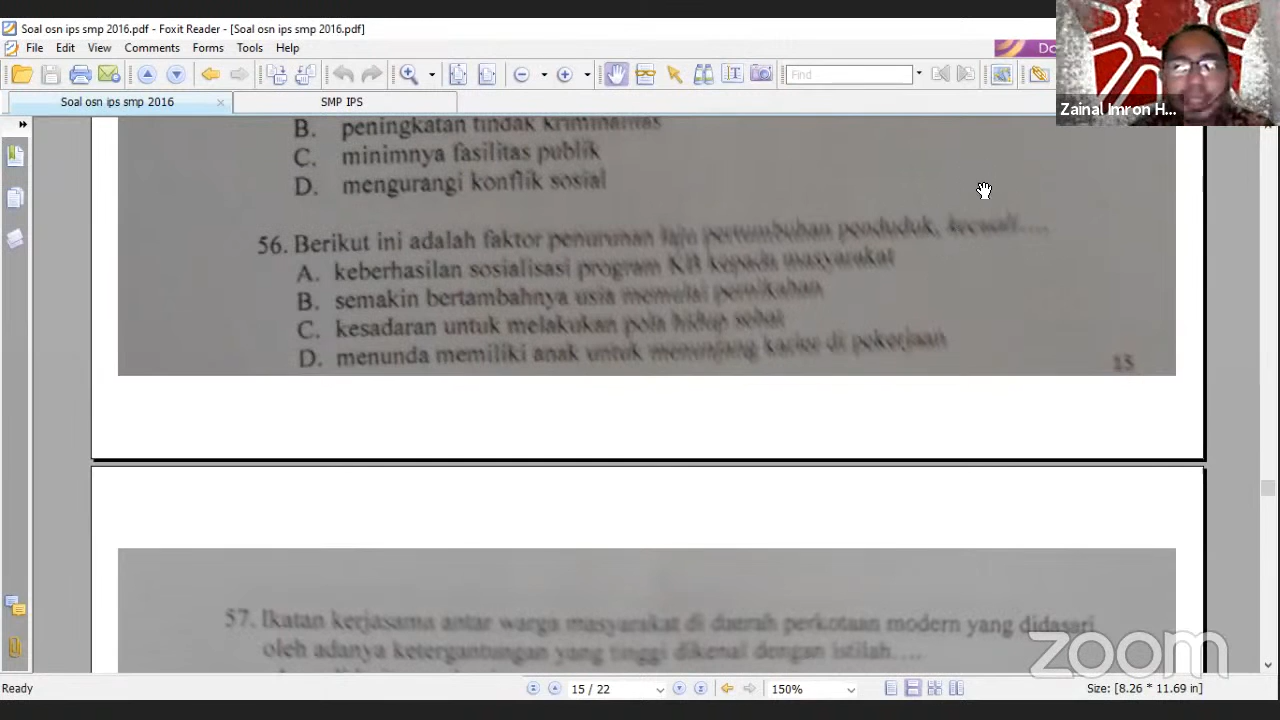 Soal osn ips smp 2016.pdf - Foxit Reader - [Soal osn ips smp 2016.pdf]
File Edit View Comments Forms Tools Help
Do
Find
Zainal Imron H...
Soal osn ips smp 2016
SMP IPS
B. peningkatan tindak kriminalitas
C. minimnya fasilitas publik
D. mengurangi konflik sosial
56. Berikut ini adalah faktor penurunan laju pertumbuhan penduduk, kecuali....
A. keberhasilan sosialisasi program KB kepada masyarakat
B. semakin bertambahnya usia memulai pernikahan
C. kesadaran untuk melakukan pola hidup sehat
D. menunda memiliki anak untuk menunjang karier di pekerjaan
15
57. Ikatan kerjasama antar warga masyarakat di daerah perkotaan modern yang didasari
oleh adanya ketergantungan yang tinggi dikenal dengan istilah....
zoom
Ready
15 / 22
150%
Size: [8.26 * 11.69 in]